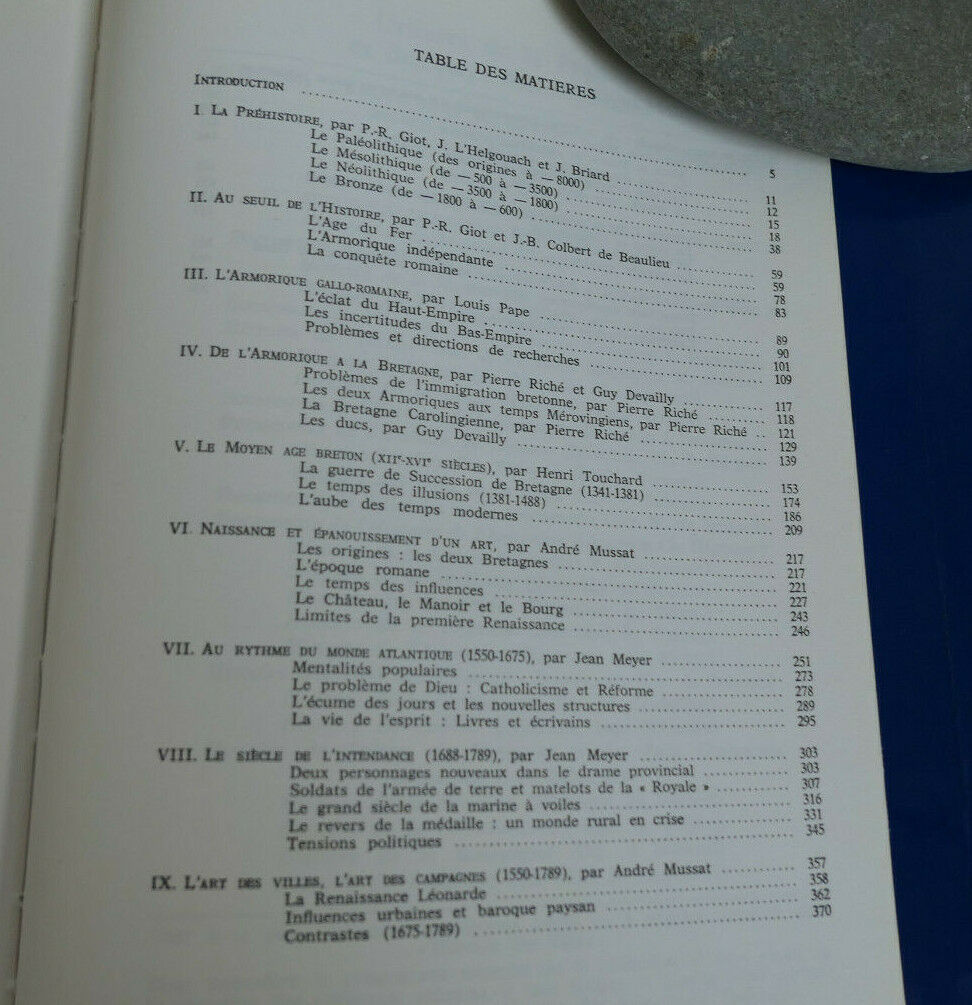 TABLE DES MATIERES
INTRODUCTION ........ 5
I. LA PRÉHISTOIRE, par P.-R. Giot, J. L'Helgouach et J. Briard ........ 11
Le Paléolithique (des origines à —8000) ........ 12
Le Mésolithique (de —500 à —3500) ........ 15
Le Néolithique (de —3500 à —1800) ........ 18
Le Bronze (de —1800 à —600) ........ 38
II. AU SEUIL DE L'HISTOIRE, par P.-R. Giot et J.-B. Colbert de Beaulieu ........ 59
L'Age du Fer ........ 59
L'Armorique indépendante ........ 78
La conquête romaine ........ 83
III. L'ARMORIQUE GALLO-ROMAINE, par Louis Pape ........ 89
L'éclat du Haut-Empire ........ 90
Les incertitudes du Bas-Empire ........ 101
Problèmes et directions de recherches ........ 109
IV. DE L'ARMORIQUE A LA BRETAGNE, par Pierre Riché et Guy Devailly ........ 117
Problèmes de l'immigration bretonne, par Pierre Riché ........ 118
Les deux Armoriques aux temps Mérovingiens, par Pierre Riché .. 121
La Bretagne Carolingienne, par Pierre Riché ........ 129
Les ducs, par Guy Devailly ........ 139
V. LE MOYEN AGE BRETON (XIIe-XVIe SIÈCLES), par Henri Touchard ........ 153
La guerre de Succession de Bretagne (1341-1381) ........ 174
Le temps des illusions (1381-1488) ........ 186
L'aube des temps modernes ........ 209
VI. NAISSANCE ET ÉPANOUISSEMENT D'UN ART, par André Mussat ........ 217
Les origines : les deux Bretagnes ........ 217
L'époque romane ........ 221
Le temps des influences ........ 227
Le Château, le Manoir et le Bourg ........ 243
Limites de la première Renaissance ........ 246
VII. AU RYTHME DU MONDE ATLANTIQUE (1550-1675), par Jean Meyer ........ 251
Mentalités populaires ........ 273
Le problème de Dieu : Catholicisme et Réforme ........ 278
L'écume des jours et les nouvelles structures ........ 289
La vie de l'esprit : Livres et écrivains ........ 295
VIII. LE SIÈCLE DE L'INTENDANCE (1688-1789), par Jean Meyer ........ 303
Deux personnages nouveaux dans le drame provincial ........ 303
Soldats de l'armée de terre et matelots de la « Royale » ........ 307
Le grand siècle de la marine à voiles ........ 316
Le revers de la médaille : un monde rural en crise ........ 331
Tensions politiques ........ 345
IX. L'ART DES VILLES, L'ART DES CAMPAGNES (1550-1789), par André Mussat ........ 357
La Renaissance Léonarde ........ 358
Influences urbaines et baroque paysan ........ 362
Contrastes (1675-1789) ........ 370